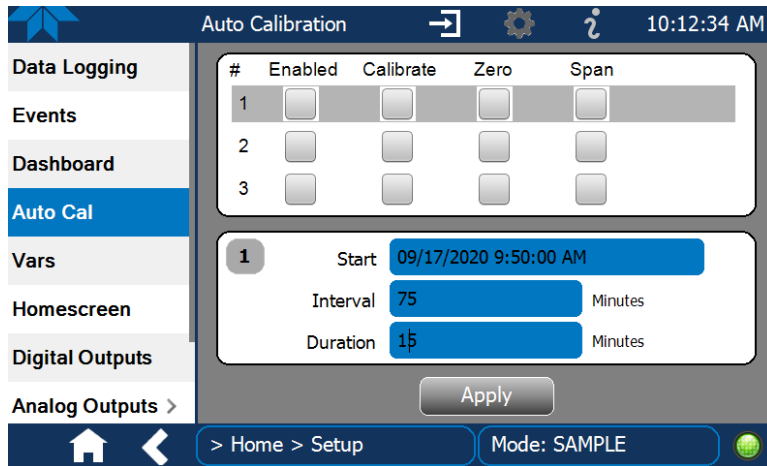 Auto Calibration 10:12:34 AM
Data Logging
Events
Dashboard
Auto Cal
Vars
Homescreen
Digital Outputs
Analog Outputs >
# Enabled Calibrate Zero Span
1
2
3
1 Start 09/17/2020 9:50:00 AM
Interval 75 Minutes
Duration 15 Minutes
Apply
> Home > Setup Mode: SAMPLE